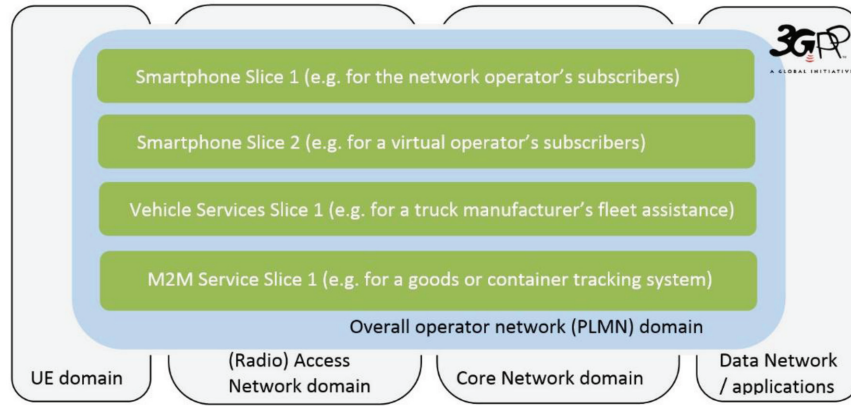 3GPP
A GLOBAL INITIATIVE
Smartphone Slice 1 (e.g. for the network operator's subscribers)
Smartphone Slice 2 (e.g. for a virtual operator's subscribers)
Vehicle Services Slice 1 (e.g. for a truck manufacturer's fleet assistance)
M2M Service Slice 1 (e.g. for a goods or container tracking system)
Overall operator network (PLMN) domain
UE domain
(Radio) Access
Network domain
Core Network domain
Data Network
/ applications